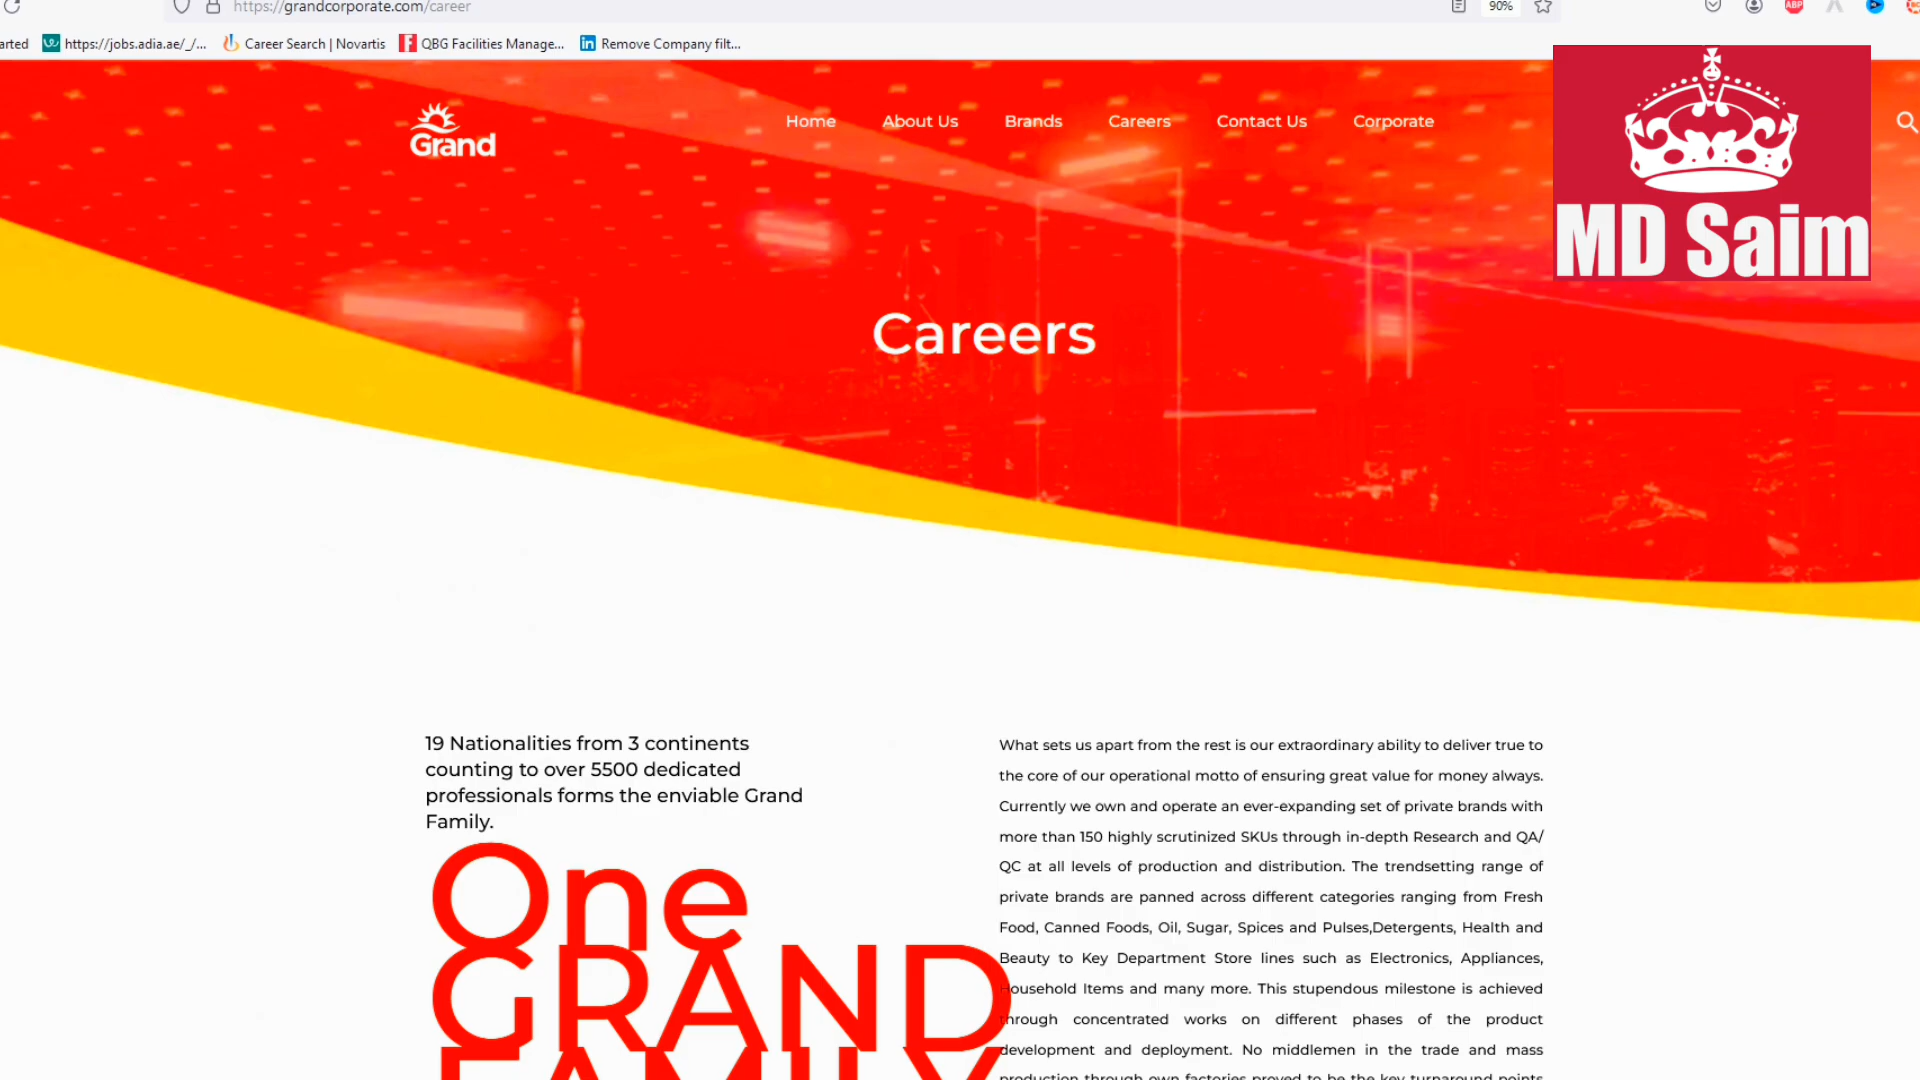 https://grandcorporate.com/career
90%
ABP
arted
https://jobs.adia.ae/_/...
Career Search | Novartis
QBG Facilities Manage...
Remove Company filt...
Grand
Home
About Us
Brands
Careers
Contact Us
Corporate
MD Saim
Careers
19 Nationalities from 3 continents
counting to over 5500 dedicated
professionals forms the enviable Grand
Family.
One
GRAND
FAMILY
What sets us apart from the rest is our extraordinary ability to deliver true to
the core of our operational motto of ensuring great value for money always.
Currently we own and operate an ever-expanding set of private brands with
more than 150 highly scrutinized SKUs through in-depth Research and QA/
QC at all levels of production and distribution. The trendsetting range of
private brands are panned across different categories ranging from Fresh
Food, Canned Foods, Oil, Sugar, Spices and Pulses,Detergents, Health and
Beauty to Key Department Store lines such as Electronics, Appliances,
Household Items and many more. This stupendous milestone is achieved
through concentrated works on different phases of the product
development and deployment. No middlemen in the trade and mass
production through own factories proved to be the key turnaround points